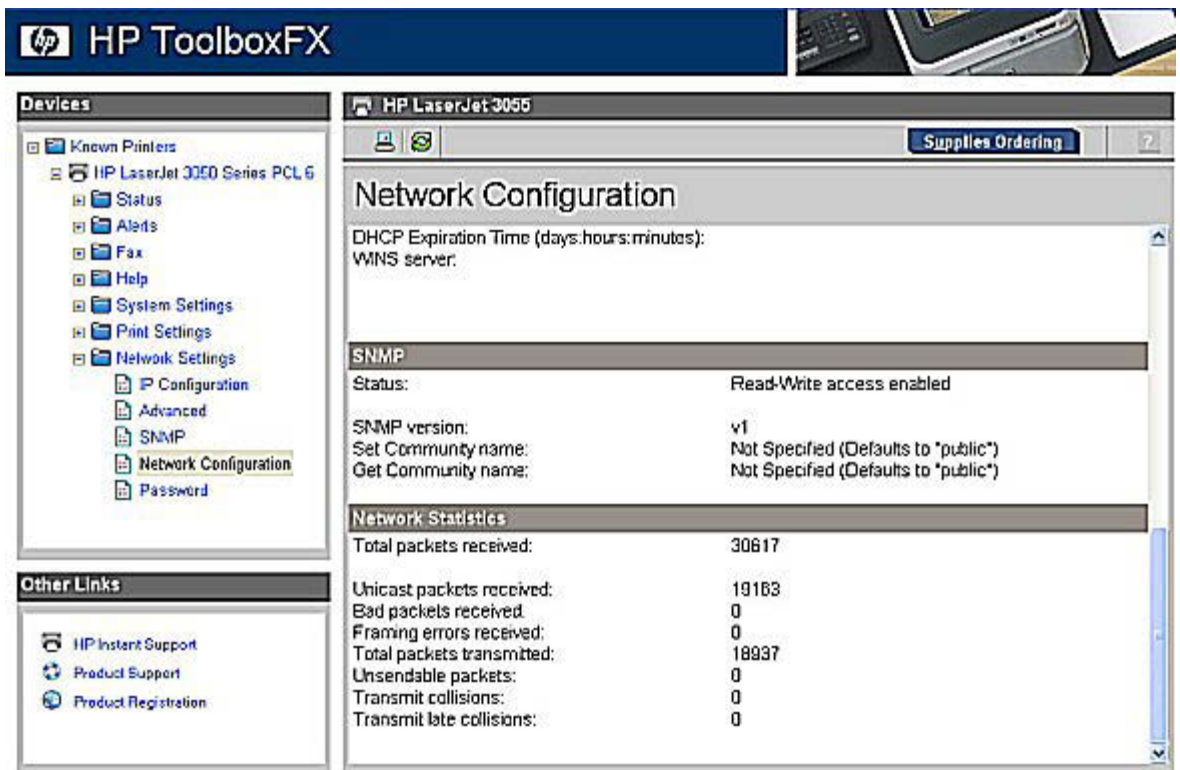 hp HP ToolboxFX
Devices
Known Printers
HP LaserJet 3050 Series PCL 6
Status
Alerts
Fax
Help
System Settings
Print Settings
Network Settings
IP Configuration
Advanced
SNMP
Network Configuration
Password
Other Links
HP Instant Support
Product Support
Product Registration
HP LaserJet 3055
Supplies Ordering ?
Network Configuration
DHCP Expiration Time (days:hours:minutes):
WINS server:
SNMP
Status: Read-Write access enabled
SNMP version: v1
Set Community name: Not Specified (Defaults to "public")
Get Community name: Not Specified (Defaults to "public")
Network Statistics
Total packets received: 30617
Unicast packets received: 19163
Bad packets received: 0
Framing errors received: 0
Total packets transmitted: 18937
Unsendable packets: 0
Transmit collisions: 0
Transmit late collisions: 0